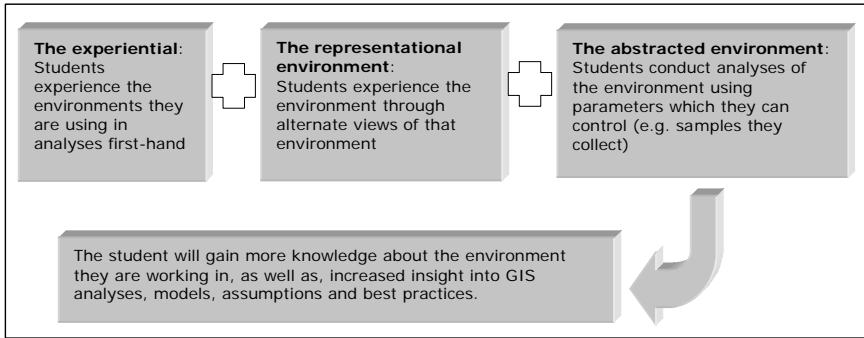 The experiential:
Students
experience the
environments they
are using in
analyses first-hand
The representational
environment:
Students experience the
environment through
alternate views of that
environment
The abstracted environment:
Students conduct analyses of
the environment using
parameters which they can
control (e.g. samples they
collect)
The student will gain more knowledge about the environment
they are working in, as well as, increased insight into GIS
analyses, models, assumptions and best practices.